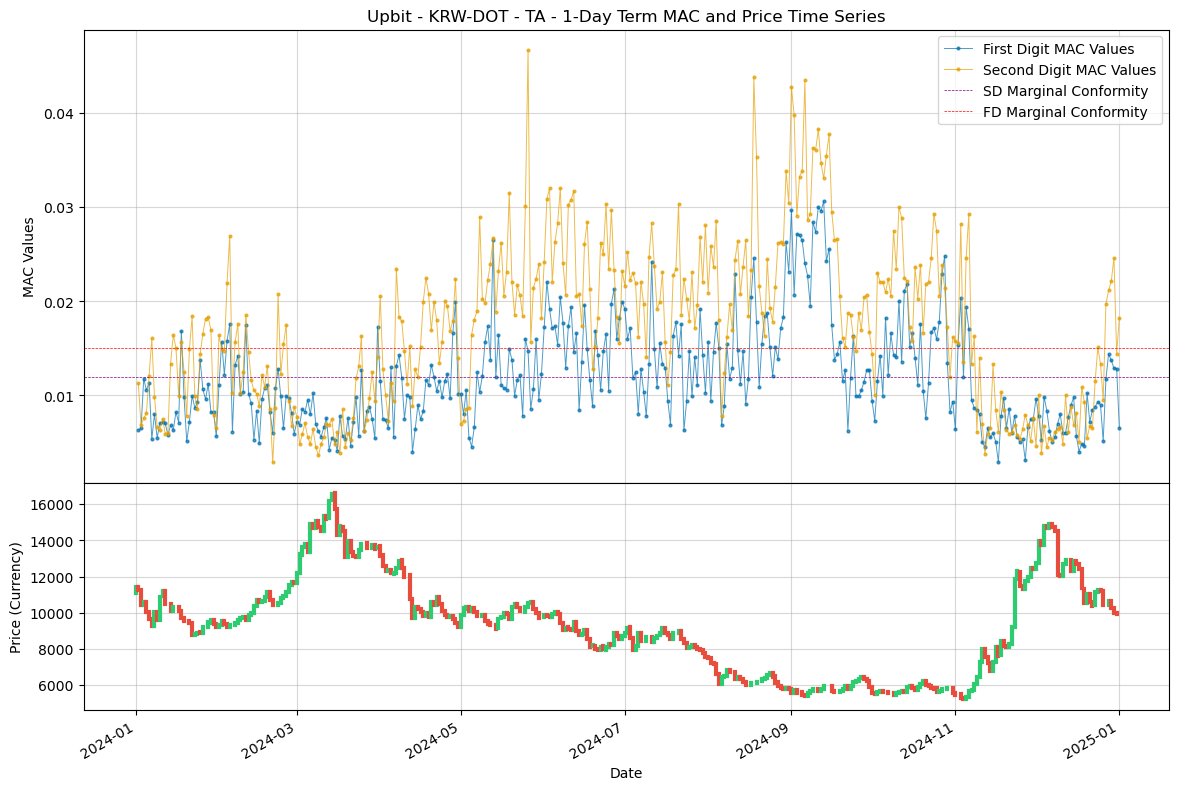 Upbit - KRW-DOT - TA - 1-Day Term MAC and Price Time Series
First Digit MAC Values
Second Digit MAC Values
SD Marginal Conformity
FD Marginal Conformity
MAC Values
0.04
0.03
0.02
0.01
Price (Currency)
16000
14000
12000
10000
8000
6000
2024-01
2024-03
2024-05
2024-07
2024-09
2024-11
2025-01
Date